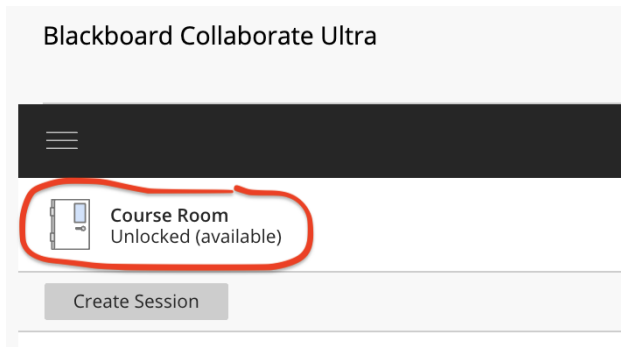 Blackboard Collaborate Ultra
Course Room
Unlocked (available)
Create Session